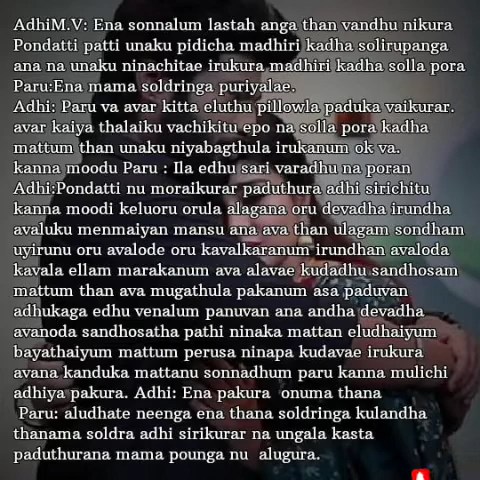 AdhiM.V: Ena sonnalum lastah anga than vandhu nikura
Pondatti patti unaku pidicha madhiri kadha solirupanga
ana na unaku ninachitae irukura madhiri kadha solla pora
Paru:Ena mama soldringa puriyalae.
Adhi: Paru va avar kitta eluthu pillowla paduka vaikurar.
avar kaiya thalaiku vachikitu epo na solla pora kadha
mattum than unaku niyabagthula irukanum ok va.
kanna moodu Paru : Ila edhu sari varadhu na poran
Adhi:Pondatti nu moraikurar paduthura adhi sirichitu
kanna moodi keluoru orula alagana oru devadha irundha
avaluku menmaiyan mansu ana ava than ulagam sondham
uyirunu oru avalode oru kavalkaranum irundhan avaloda
kavala ellam marakanum ava alavae kudadhu sandhosam
mattum than ava mugathula pakanum asa paduvan
adhukaga edhu venalum panuvan ana andha devadha
avanoda sandhosatha pathi ninaka mattan eludhaiyum
bayathaiyum mattum perusa ninapa kudavae irukura
avana kanduka mattanu sonnadhum paru kanna mulichi
adhiya pakura. Adhi: Ena pakura onuma thana
Paru: aludhate neenga ena thana soldringa kulandha
thanama soldra adhi sirikurar na ungala kasta
paduthurana mama pounga nu alugura.